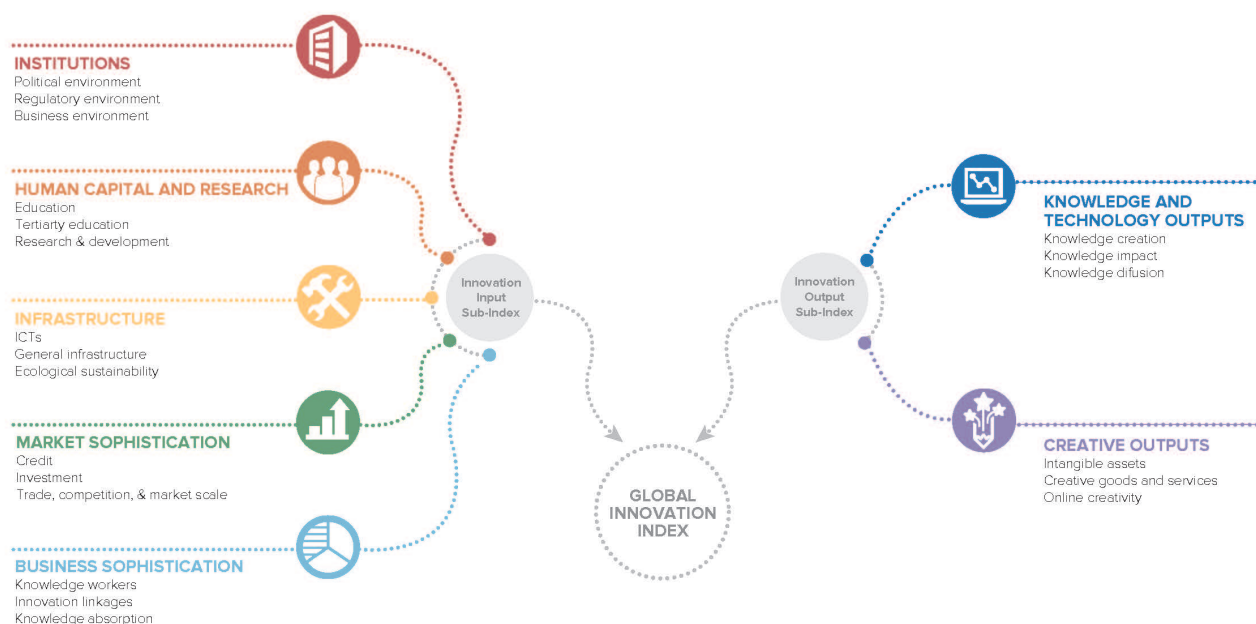 INSTITUTIONS
Political environment
Regulatory environment
Business environment
HUMAN CAPITAL AND RESEARCH
Education
Tertiarty education
Research & development
INFRASTRUCTURE
ICTs
General infrastructure
Ecological sustainability
MARKET SOPHISTICATION
Credit
Investment
Trade, competition, & market scale
BUSINESS SOPHISTICATION
Knowledge workers
Innovation linkages
Knowledge absorption
Innovation
Input
Sub-Index
GLOBAL
INNOVATION
INDEX
Innovation
Output
Sub-Index
KNOWLEDGE AND
TECHNOLOGY OUTPUTS
Knowledge creation
Knowledge impact
Knowledge difusion
CREATIVE OUTPUTS
Intangible assets
Creative goods and services
Online creativity